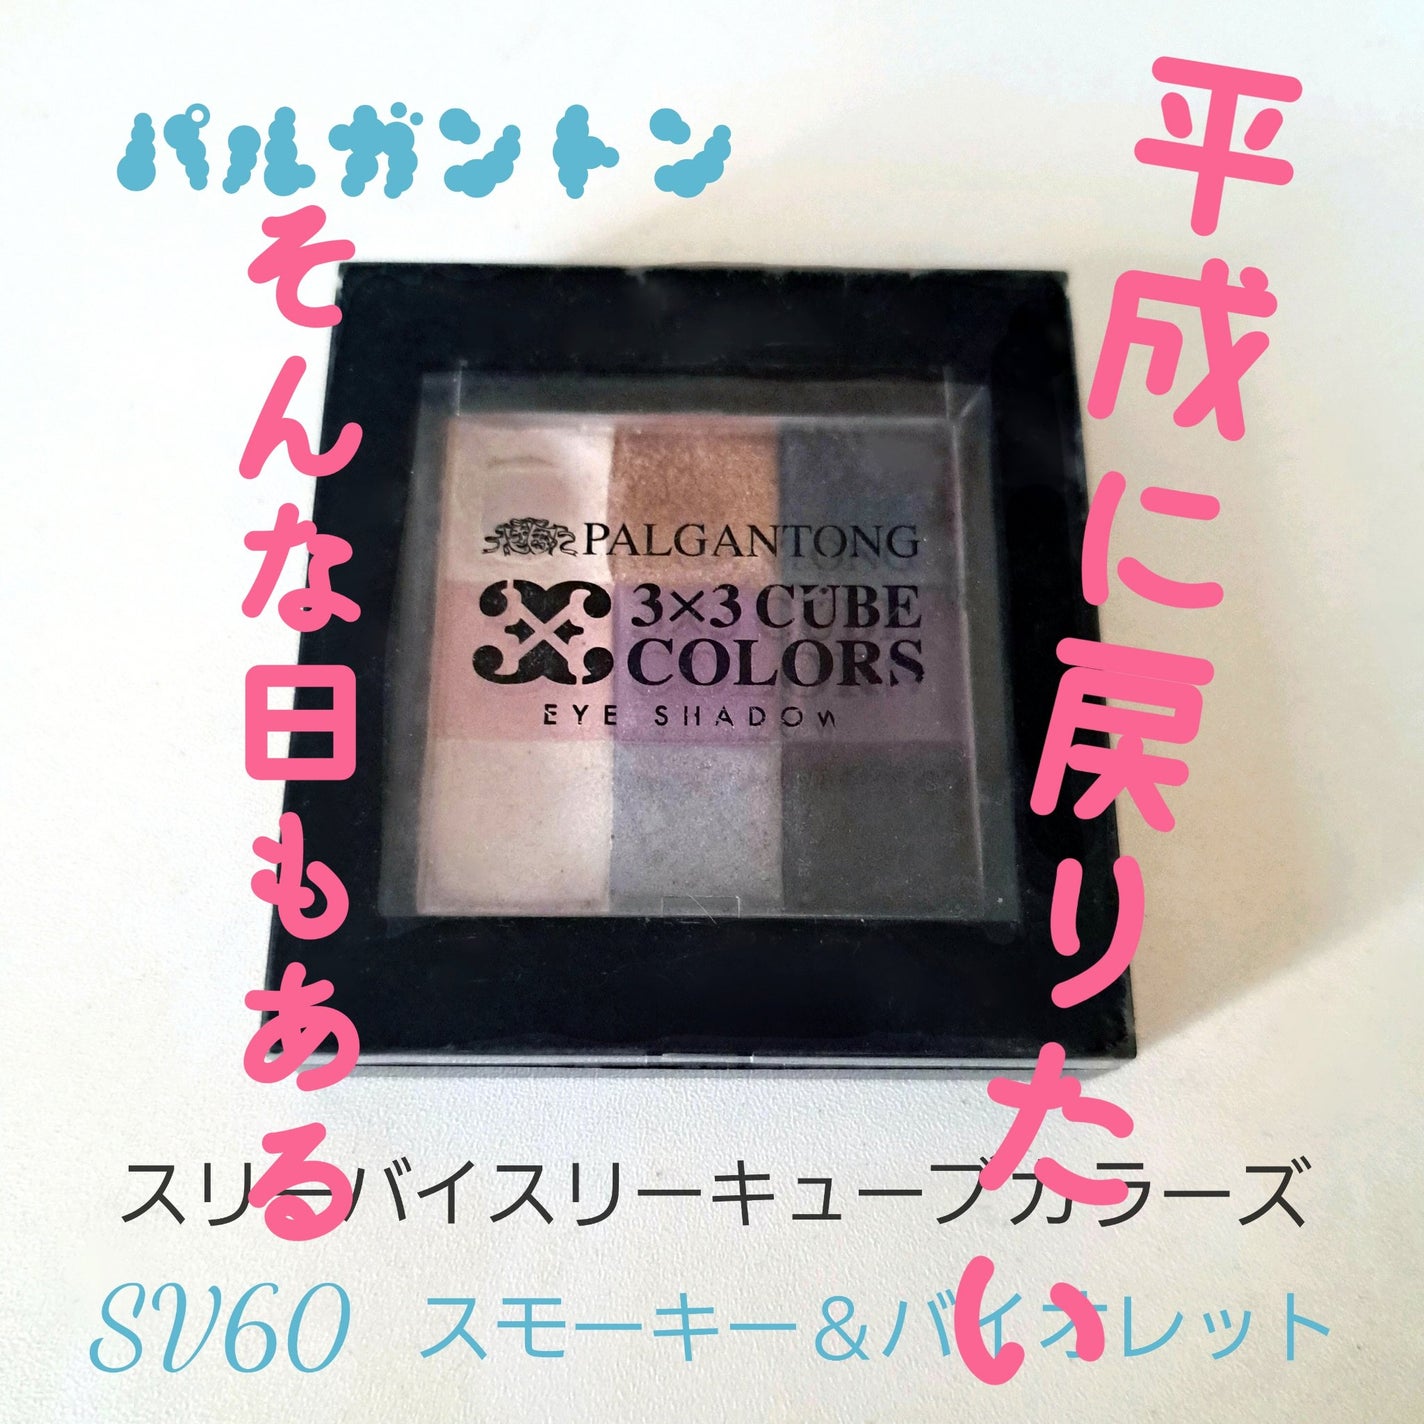 パルガントン
平成に戻りたい
そんな日もある
PALGANTONG
3×3 CUBE
COLORS
EYE SHADOW
スリーバイスリーキューブカラーズ
SV60 スモーキー＆バイオレット